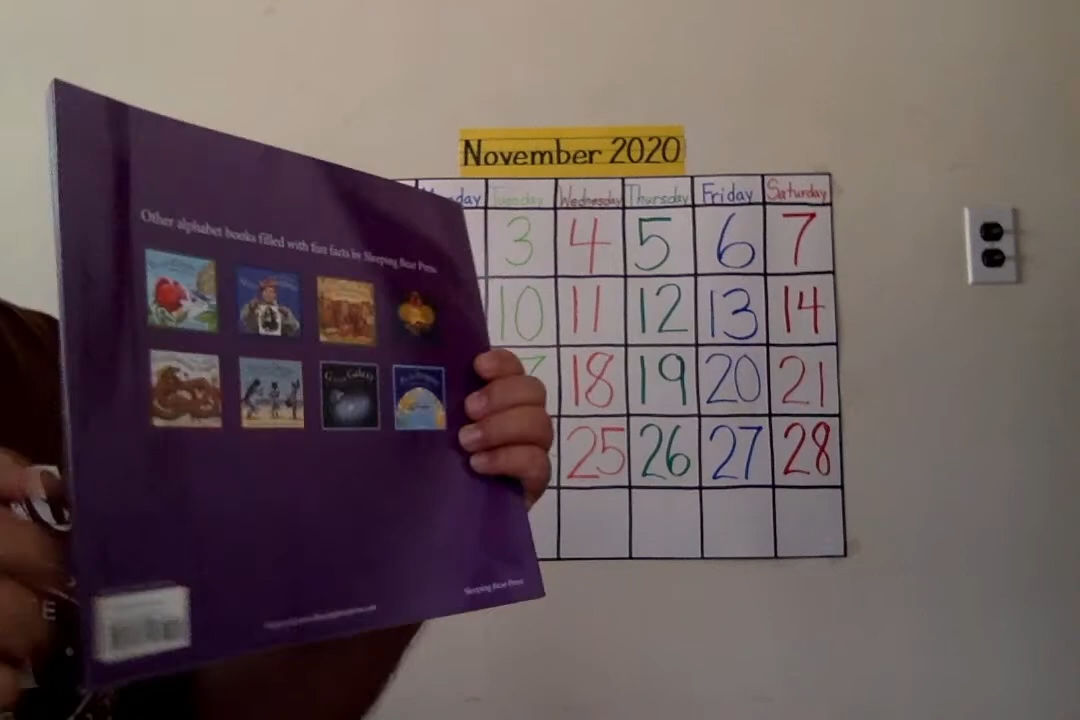 November 2020
Tuesday Wednesday Thursday Friday Saturday
3 4 5 6 7
10 11 12 13 14
18 19 20 21
25 26 27 28
Other alphabet books filled with fun facts by Sleeping Bear Press
Sleeping Bear Press
E